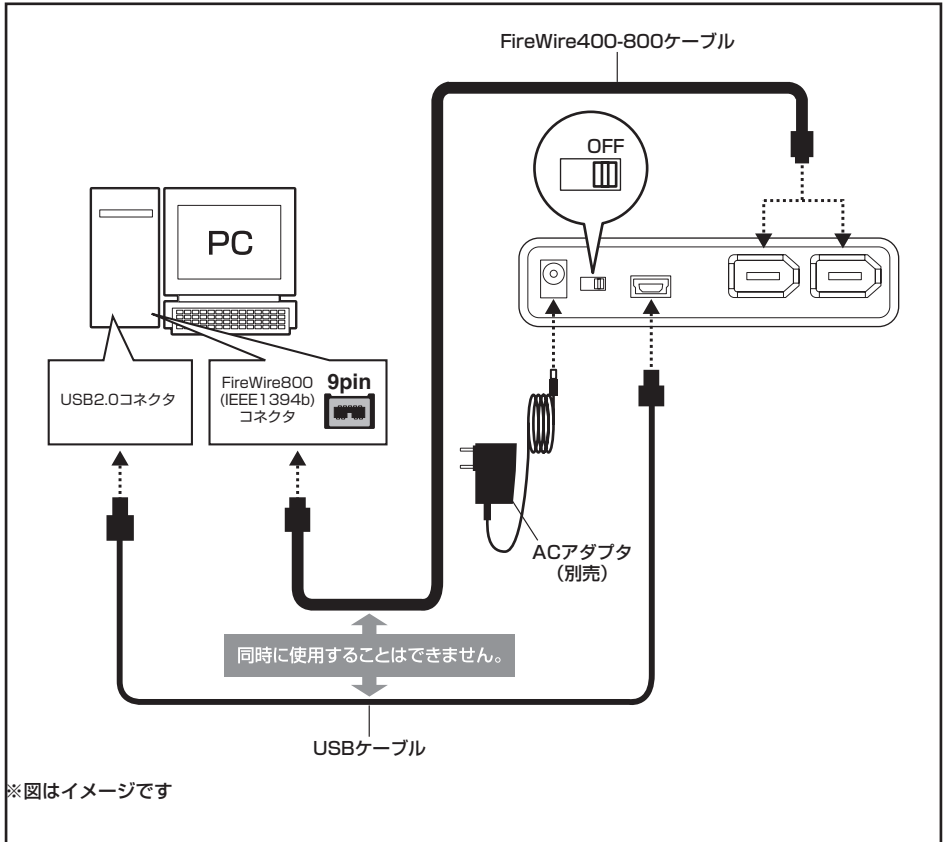 FireWire400-800ケーブル
OFF
PC
USB2.0コネクタ
FireWire800
(IEEE1394b)
コネクタ
9pin
ACアダプタ
(別売)
同時に使用することはできません。
USBケーブル
※図はイメージです